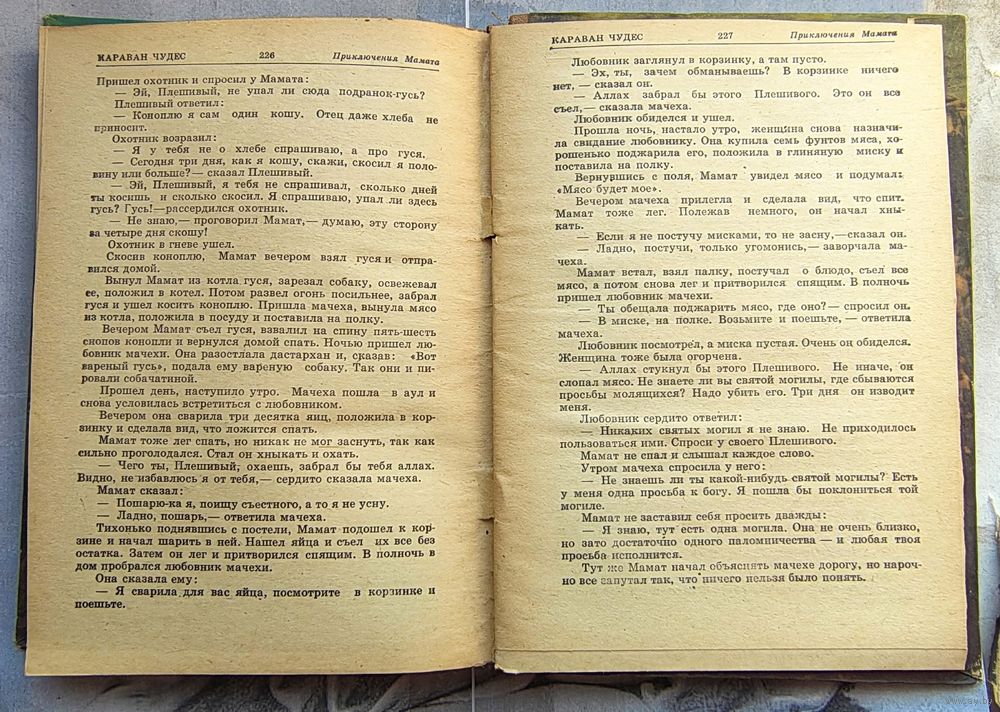 КАРАВАН ЧУДЕС 226 Приключения Мамата
Пришел охотник и спросил у Мамата:
— Эй, Плешивый, не упал ли сюда подранок-гусь?
Плешивый ответил:
— Коноплю я сам один кошу. Отец даже хлеба не
приносит.
Охотник возразил:
— Я у тебя не о хлебе спрашиваю, а про гуся.
— Сегодня три дня, как я кошу, скажи, скосил я поло-
вину или больше?— сказал Плешивый.
— Эй, Плешивый, я тебя не спрашивал, сколько дней
ты косишь и сколько скосил. Я спрашиваю, упал ли здесь
гусь? Гусь!—рассердился охотник.
— Не знаю,— проговорил Мамат,— думаю, эту сторону
за четыре дня скошу!
Охотник в гневе ушел.
Скосив коноплю, Мамат вечером взял гуся и отпра-
вился домой.
Вынул Мамат из котла гуся, зарезал собаку, освежевал
ее, положил в котел. Потом развел огонь посильнее, забрал
гуся и ушел косить коноплю. Пришла мачеха, вынула мясо
из котла, положила в посуду и поставила на полку.
Вечером Мамат съел гуся, взвалил на спину пять-шесть
снопов конопли и вернулся домой спать. Ночью пришел лю-
бовник мачехи. Она разостлала дастархан и, сказав: «Вот
вареный гусь», подала ему вареную собаку. Так они и пи-
ровали собачатиной.
Прошел день, наступило утро. Мачеха пошла в аул и
снова условилась встретиться с любовником.
Вечером она сварила три десятка яиц, положила в кор-
зинку и сделала вид, что ложится спать.
Мамат тоже лег спать, но никак не мог заснуть, так как
сильно проголодался. Стал он хныкать и охать.
— Чего ты, Плешивый, охаешь, забрал бы тебя аллах.
Видно, не избавлюсь я от тебя,— сердито сказала мачеха.
Мамат сказал:
— Пошарю-ка я, поищу съестного, а то я не усну.
— Ладно, пошарь,— ответила мачеха.
Тихонько поднявшись с постели, Мамат подошел к кор-
зине и начал шарить в ней. Нашел яйца и съел их все без
остатка. Затем он лег и притворился спящим. В полночь в
дом пробрался любовник мачехи.
Она сказала ему:
— Я сварила для вас яйца, посмотрите в корзинке и
поешьте.
КАРАВАН ЧУДЕС 227 Приключения Мамата
Любовник заглянул в корзинку, а там пусто.
— Эх, ты, зачем обманываешь? В корзинке ничего
нет, — сказал он.
— Аллах забрал бы этого Плешивого. Это он все
съел,— сказала мачеха.
Любовник обиделся и ушел.
Прошла ночь, настало утро, женщина снова назначи-
ла свидание любовнику. Она купила семь фунтов мяса, хо-
рошенько поджарила его, положила в глиняную миску и
поставила на полку.
Вернувшись с поля, Мамат увидел мясо и подумал:
«Мясо будет мое».
Вечером мачеха прилегла и сделала вид, что спит.
Мамат тоже лег. Полежав немного, он начал хны-
кать.
— Если я не постучу мисками, то не засну,—сказал он.
— Ладно, постучи, только угомонись,— заворчала ма-
чеха.
Мамат встал, взял палку, постучал о блюдо, съел все
мясо, а потом снова лег и притворился спящим. В полночь
пришел любовник мачехи.
— Ты обещала поджарить мясо, где оно?— спросил он.
— В миске, на полке. Возьмите и поешьте, — ответила
мачеха.
Любовник посмотрел, а миска пустая. Очень он обиделся.
Женщина тоже была огорчена.
— Аллах стукнул бы этого Плешивого. Не иначе, он
слопал мясо. Не знаете ли вы святой могилы, где сбываются
просьбы молящихся? Надо убить его. Три дня он изводит
меня.
Любовник сердито ответил:
— Никаких святых могил я не знаю. Не приходилось
пользоваться ими. Спроси у своего Плешивого.
Мамат не спал и слышал каждое слово.
Утром мачеха спросила у него:
— Не знаешь ли ты какой-нибудь святой могилы? Есть
у меня одна просьба к богу. Я пошла бы поклониться той
могиле.
Мамат не заставил себя просить дважды:
— Я знаю, тут есть одна могила. Она не очень близко,
но зато достаточно одного паломничества — и любая твоя
просьба исполнится.
Тут же Мамат начал объяснять мачехе дорогу, но нароч-
но все запутал так, что ничего нельзя было понять.
www.ay.by